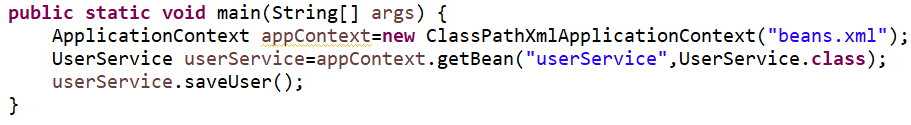 public static void main(String[] args) {
    ApplicationContext appContext=new ClassPathXmlApplicationContext("beans.xml");
    UserService userService=appContext.getBean("userService",UserService.class);
    userService.saveUser();
}